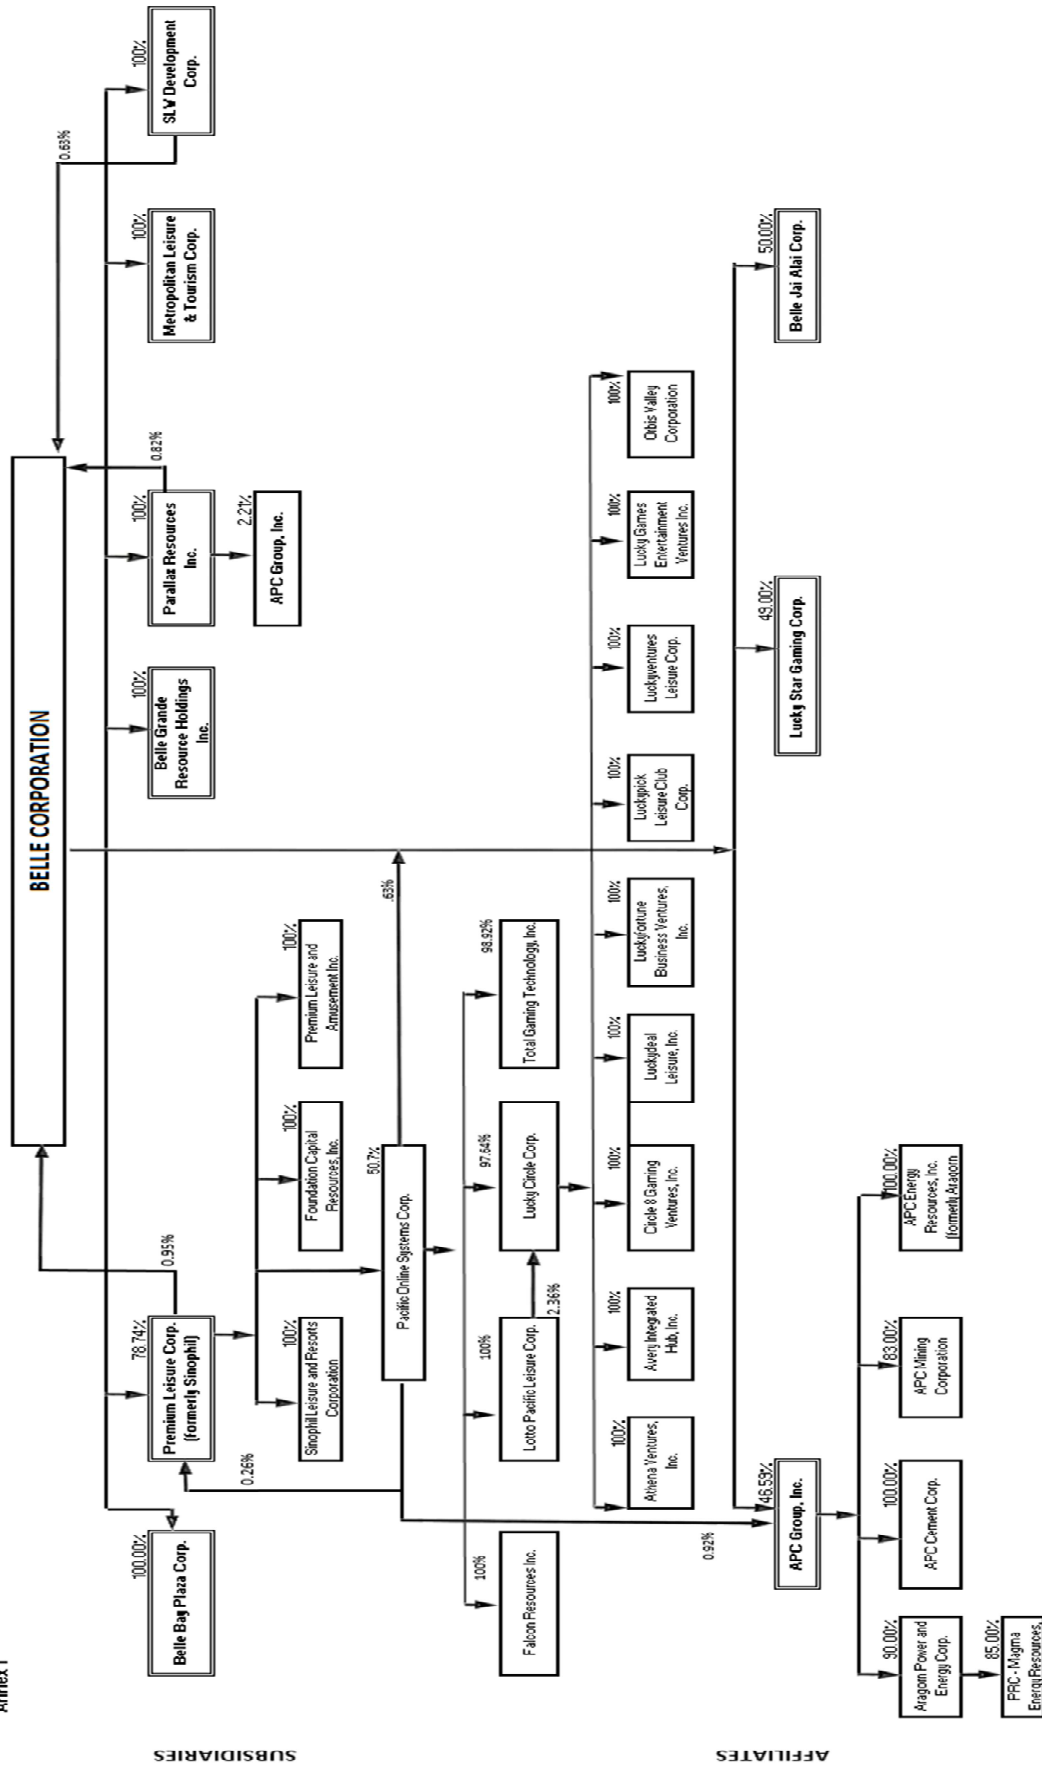 Annex I
BELLE CORPORATION
SUBSIDIARIES
0.95%
0.82%
0.63%
100.00%
Belle Bay Plaza Corp.
78.74%
Premium Leisure Corp.
(formerly Sinophil)
100%
Belle Grande
Resource Holdings
Inc.
100%
Parallax Resources
Inc.
100%
Metropolitan Leisure
& Tourism Corp.
100%
SLW Development
Corp.
2.21%
APC Group, Inc.
0.26%
100%
Sinophil Leisure and Resorts
Corporation
100%
Foundation Capital
Resources, Inc.
100%
Premium Leisure and
Amusement Inc.
50.7%
Pacific Online Systems Corp.
.63%
100%
Falcon Resources Inc.
100%
Lotto Pacific Leisure Corp.
2.36%
97.64%
Lucky Circle Corp.
98.92%
Total Gaming Technology, Inc.
100%
Athena Ventures,
Inc.
100%
Avery Integrated
Hub, Inc.
100%
Circle 8 Gaming
Ventures, Inc.
100%
Luckydeal
Leisure, Inc.
100%
Luckyfortune
Business Ventures,
Inc.
100%
Luckypick
Leisure Club
Corp.
100%
Luckyventures
Leisure Corp.
100%
Lucky Games
Entertainment
Ventures Inc.
100%
Orbis Valley
Corporation
AFFILIATES
0.92%
46.59%
APC Group, Inc.
49.00%
Lucky Star Gaming Corp.
50.00%
Belle Jai Alai Corp.
90.00%
Aragorn Power and
Energy Corp.
100.00%
APC Cement Corp.
83.00%
APC Mining
Corporation
100.00%
APC Energy
Resources, Inc.
(formerly Aragorn
85.00%
PRC - Magma
Energy Resources,